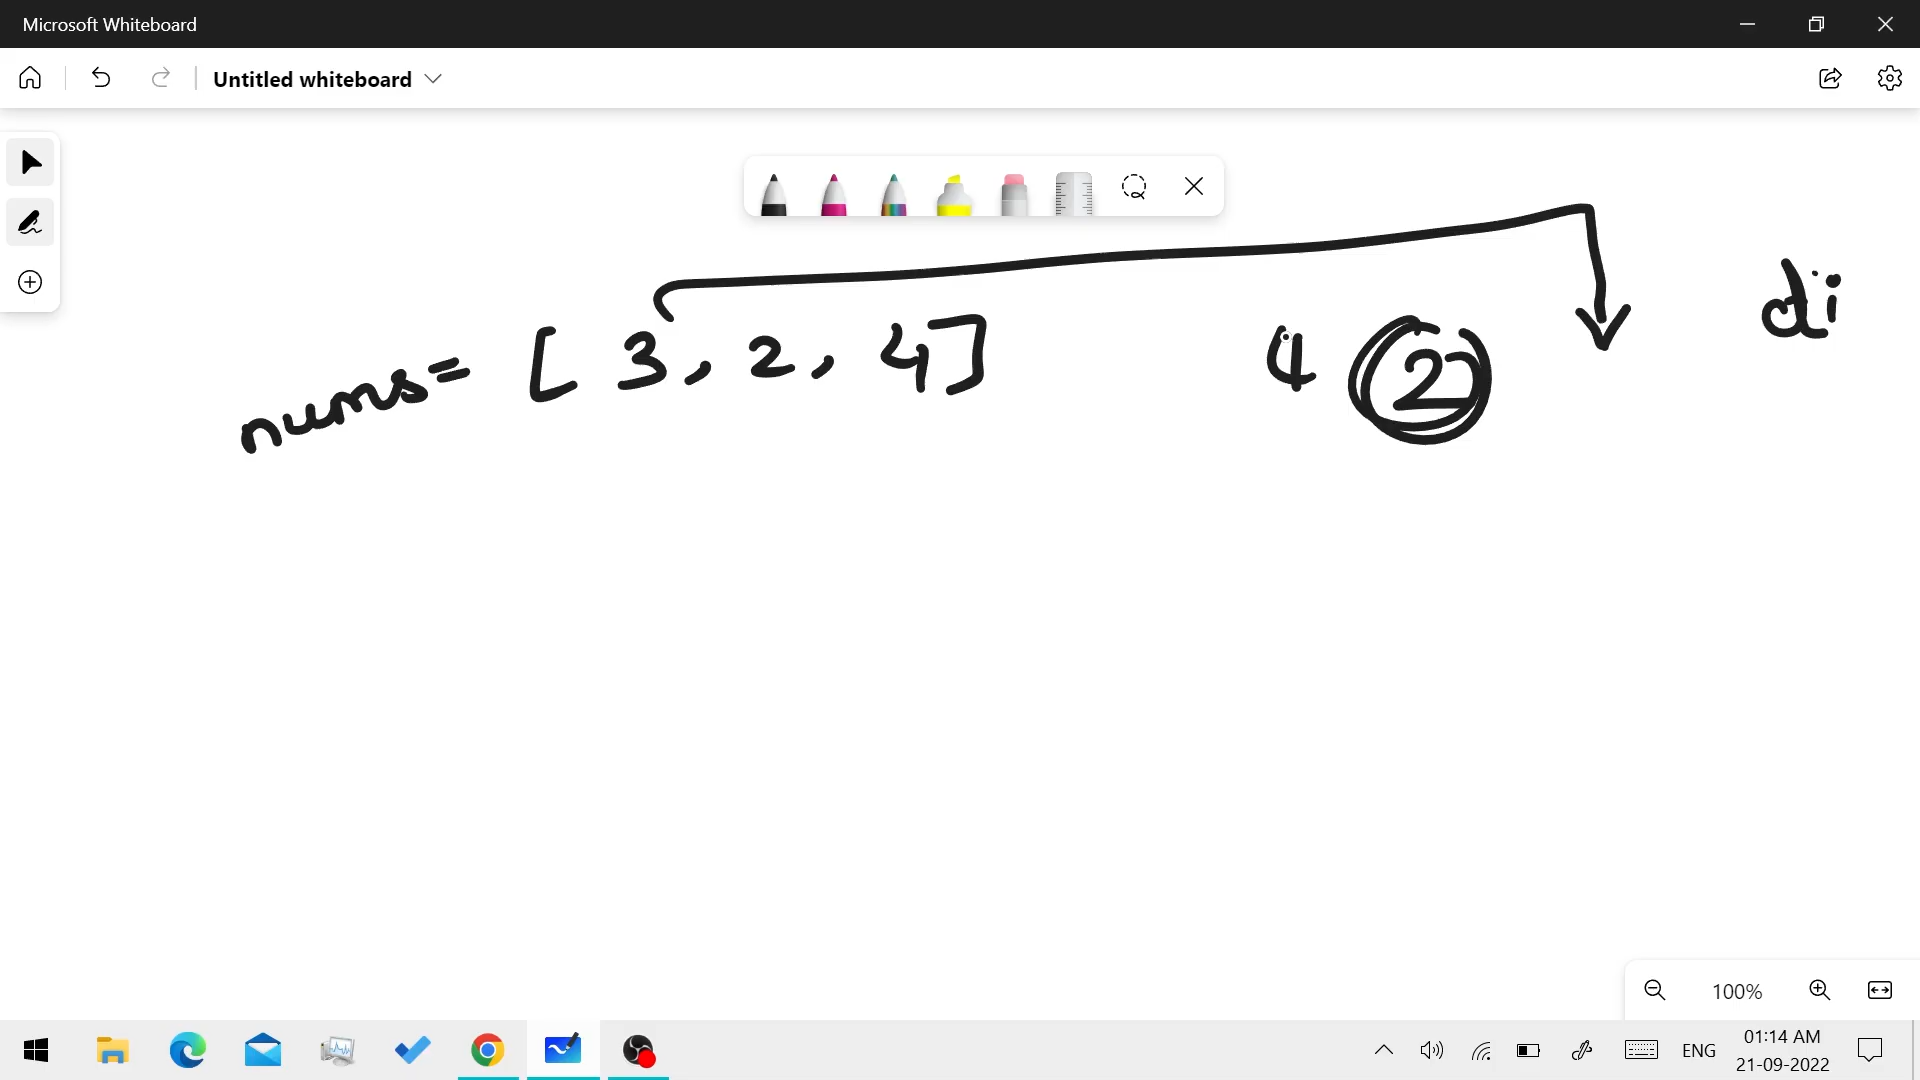 Microsoft Whiteboard
Untitled whiteboard
nums= [ 3, 2, 4]
4 2
di
100%
ENG
01:14 AM
21-09-2022